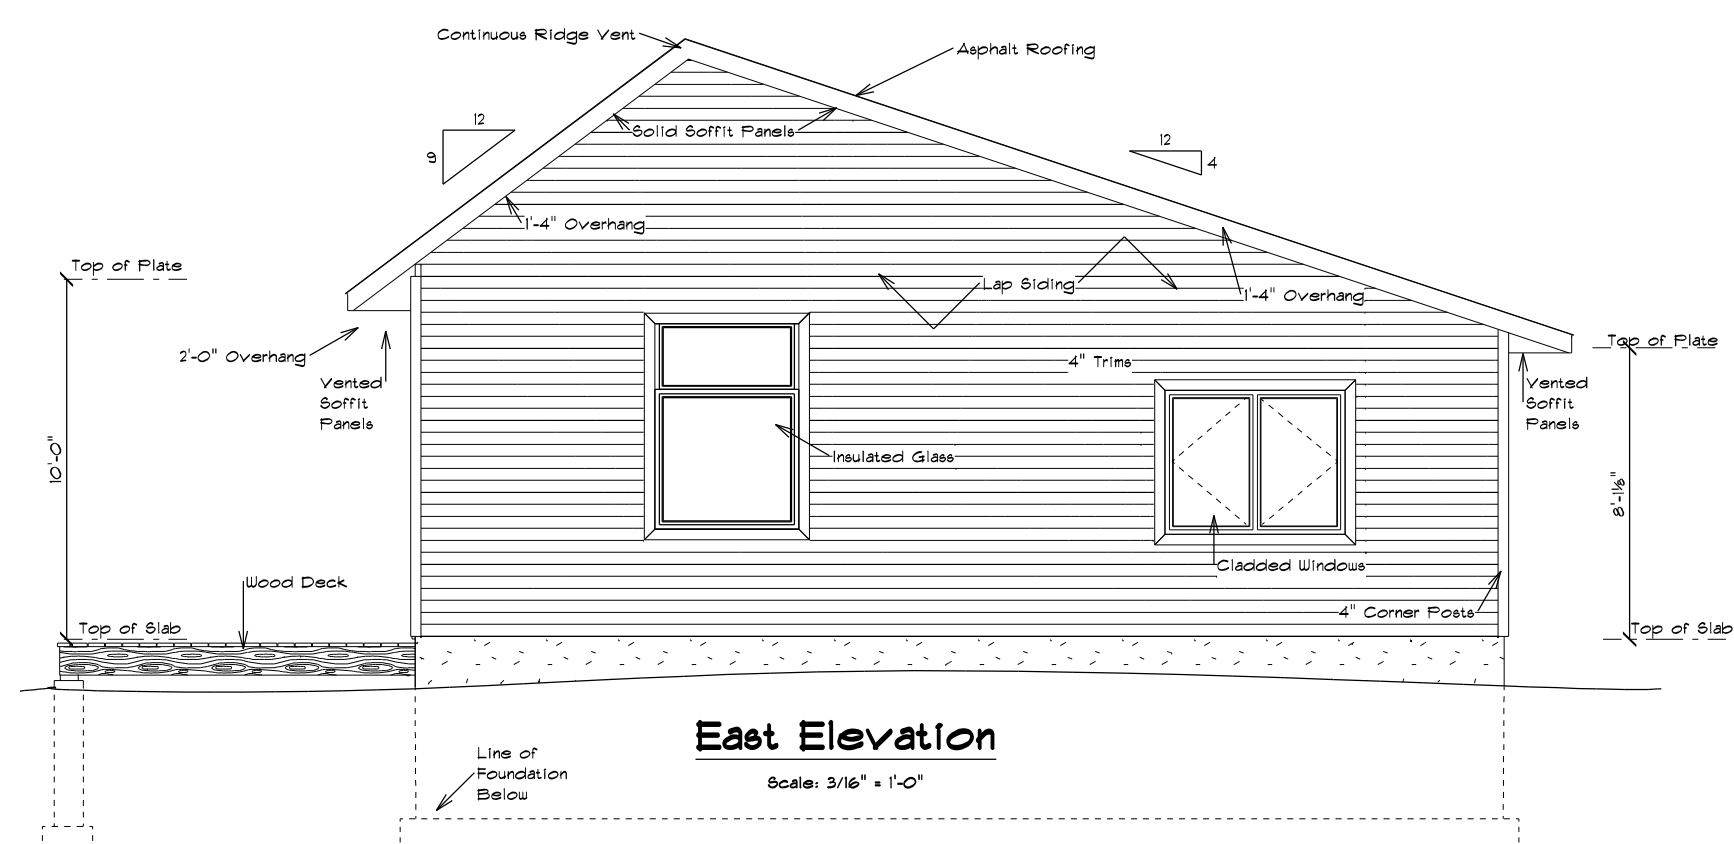 Continuous Ridge Vent
Asphalt Roofing
12
9
Solid Soffit Panels
12
4
1'-4" Overhang
Top of Plate
Lap Siding
1'-4" Overhang
2'-0" Overhang
Vented
Soffit
Panels
4" Trims
Top of Plate
Vented
Soffit
Panels
10'-0"
Insulated Glass
8'-1⅛"
Cladded Windows
Wood Deck
4" Corner Posts
Top of Slab
Top of Slab
East Elevation
Scale: 3/16" = 1'-0"
Line of
Foundation
Below